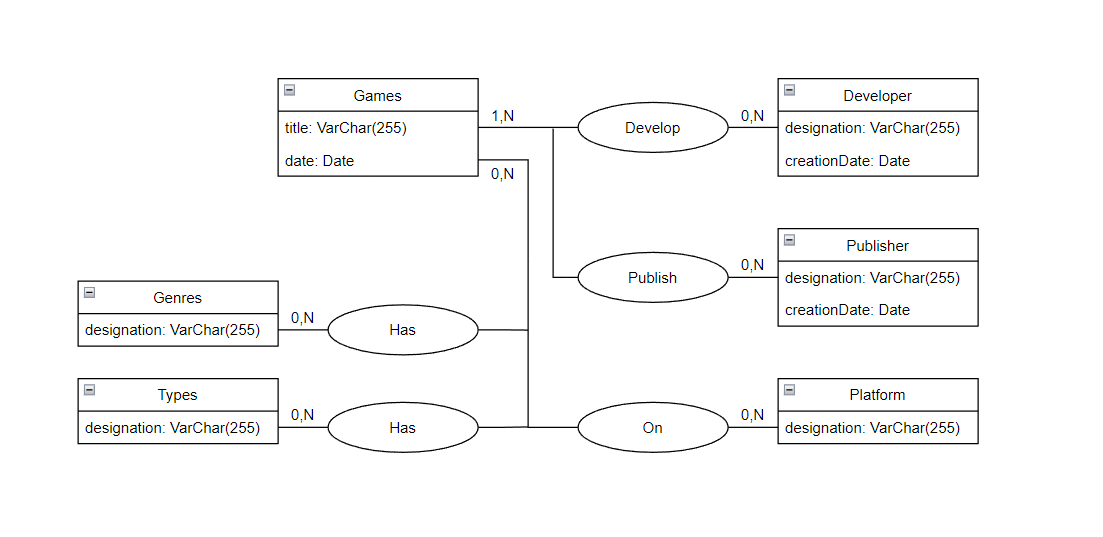 Games
title: VarChar(255)
date: Date
1,N
0,N
Develop
0,N
Developer
designation: VarChar(255)
creationDate: Date
Publish
0,N
Publisher
designation: VarChar(255)
creationDate: Date
Genres
designation: VarChar(255)
0,N
Has
Types
designation: VarChar(255)
0,N
Has
On
0,N
Platform
designation: VarChar(255)